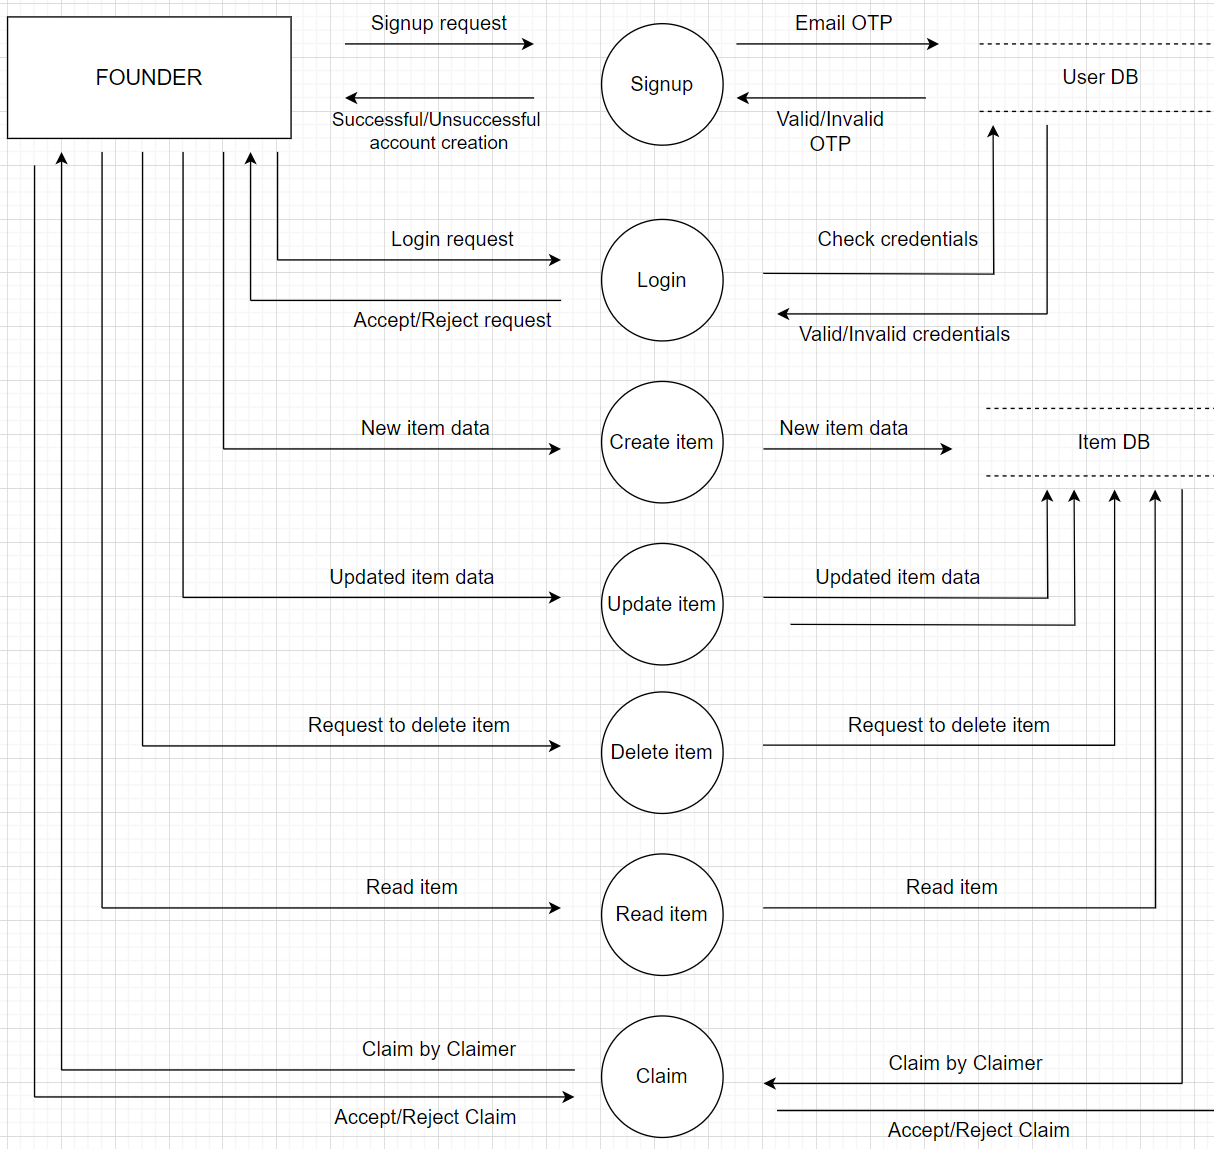 FOUNDER
Signup request
Signup
Email OTP
User DB
Successful/Unsuccessful
account creation
Valid/Invalid
OTP
Login request
Login
Check credentials
Accept/Reject request
Valid/Invalid credentials
New item data
Create item
New item data
Item DB
Updated item data
Update item
Updated item data
Request to delete item
Delete item
Request to delete item
Read item
Read item
Read item
Claim by Claimer
Claim
Claim by Claimer
Accept/Reject Claim
Accept/Reject Claim